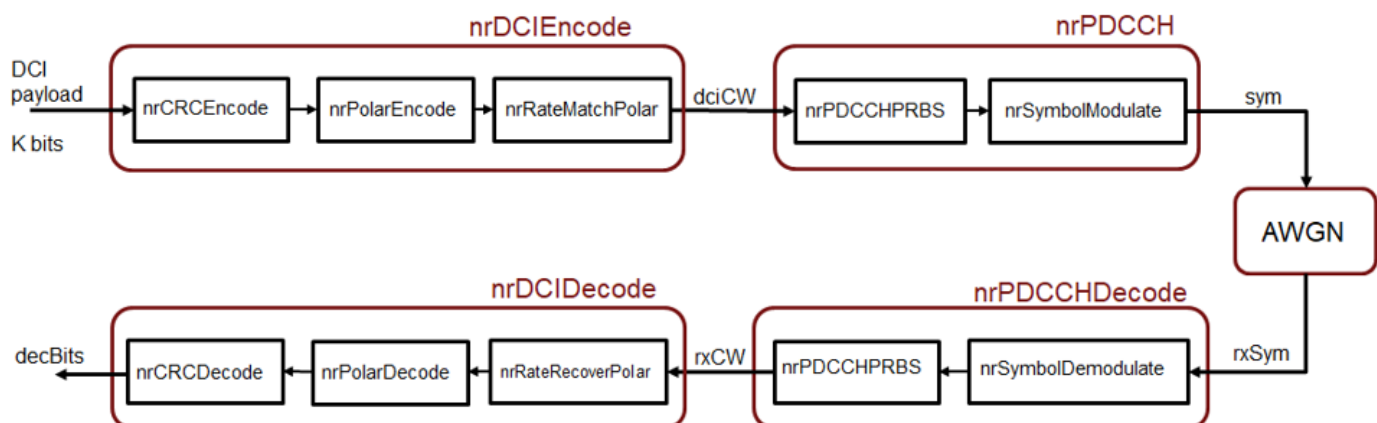 nrDCIEncode
nrPDCCH
DCI
payload
K bits
nrCRCEncode
nrPolarEncode
nrRateMatchPolar
dciCW
nrPDCCHPRBS
nrSymbolModulate
sym
AWGN
nrDCIDecode
nrPDCCHDecode
decBits
nrCRCDecode
nrPolarDecode
nrRateRecoverPolar
rxCW
nrPDCCHPRBS
nrSymbolDemodulate
rxSym